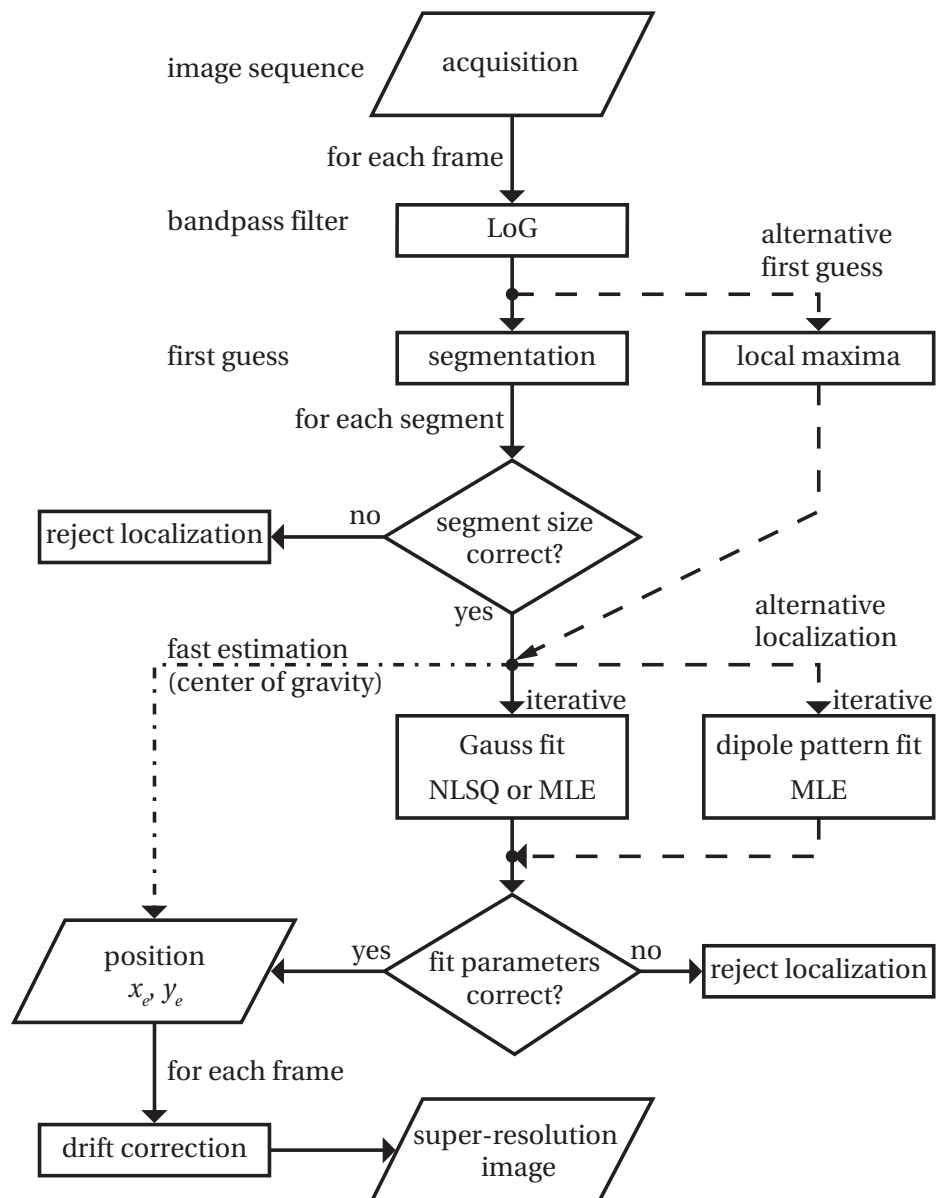 image sequence
acquisition
for each frame
bandpass filter
LoG
alternative
first guess
first guess
segmentation
local maxima
for each segment
no
segment size
correct?
reject localization
yes
alternative
localization
fast estimation
(center of gravity)
iterative
iterative
Gauss fit
NLSQ or MLE
dipole pattern fit
MLE
position
xₑ, yₑ
yes
fit parameters
correct?
no
reject localization
for each frame
drift correction
super-resolution
image